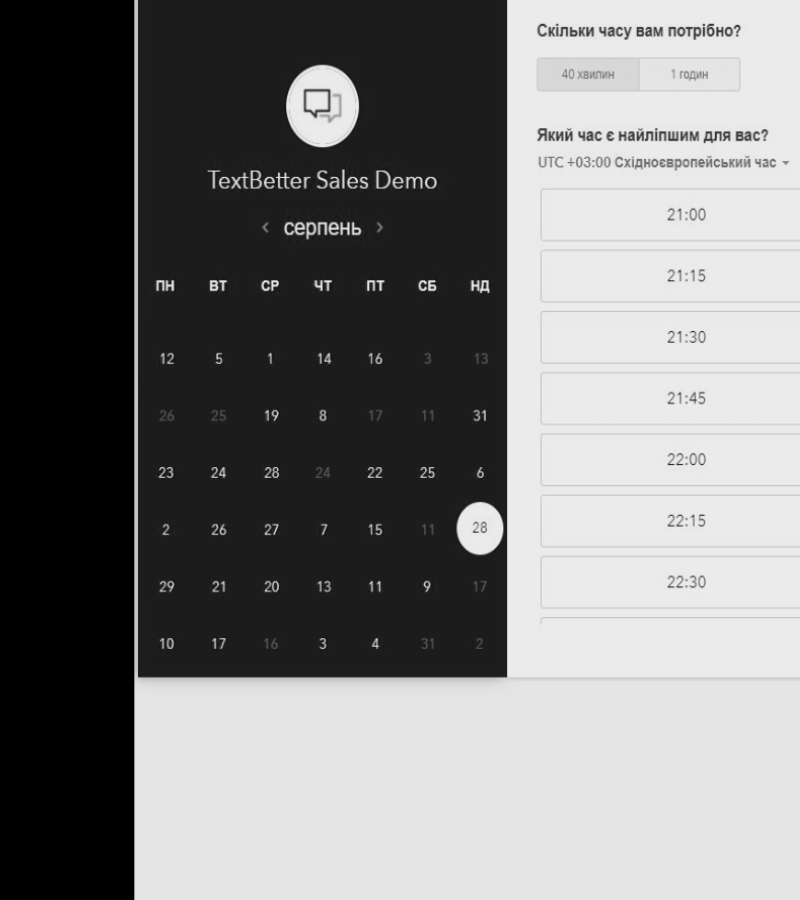 TextBetter Sales Demo
‹ серпень ›
ПН ВТ СР ЧТ ПТ СБ НД
12 5 1 14 16 3 13
26 25 19 8 17 11 31
23 24 28 24 22 25 6
2 26 27 7 15 11 28
29 21 20 13 11 9 17
10 17 16 3 4 31 2
Скільки часу вам потрібно?
40 хвилин 1 годин
Який час є найліпшим для вас?
UTC +03:00 Східноєвропейський час
21:00
21:15
21:30
21:45
22:00
22:15
22:30